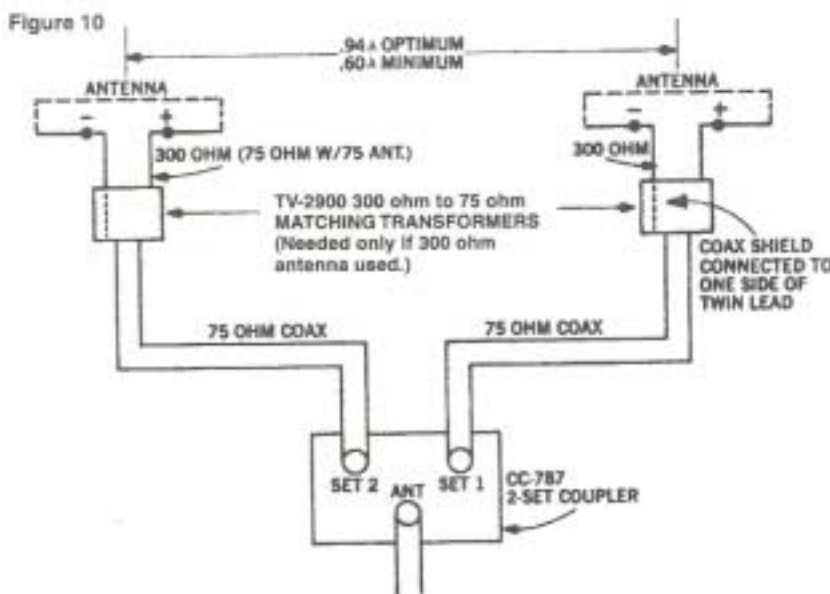 Figure 10
.94λ OPTIMUM
.60λ MINIMUM
ANTENNA
ANTENNA
- +
- +
300 OHM (75 OHM W/75 ANT.)
300 OHM
TV-2900 300 ohm to 75 ohm
MATCHING TRANSFORMERS
(Needed only if 300 ohm
antenna used.)
COAX SHIELD
CONNECTED TO
ONE SIDE OF
TWIN LEAD
75 OHM COAX
75 OHM COAX
SET 2
ANT
SET 1
CC-787
2-SET COUPLER